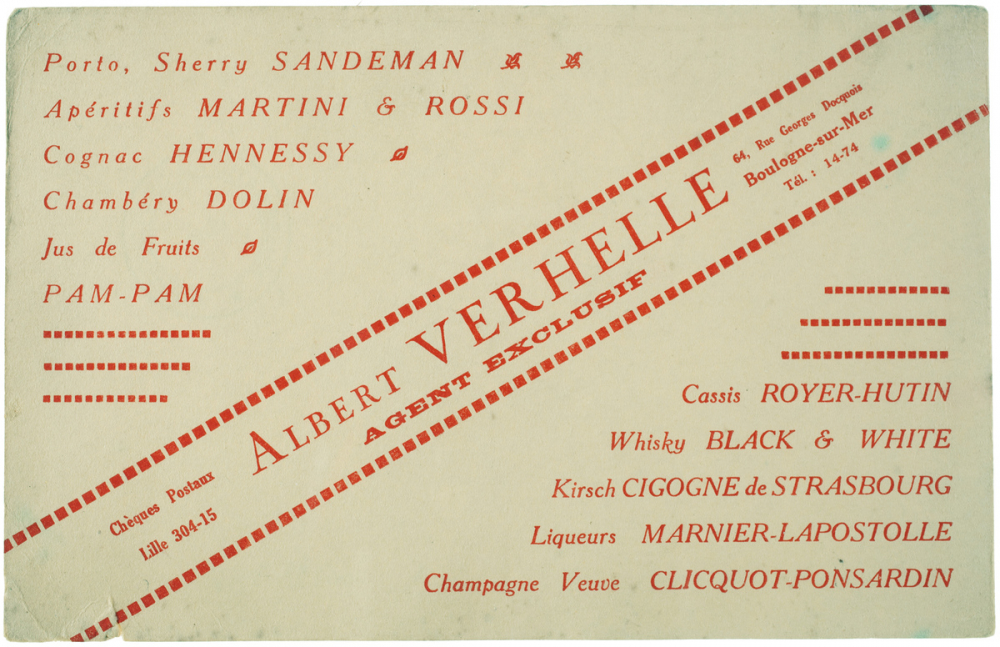 Porto, Sherry SANDEMAN
Apéritifs MARTINI & ROSSI
Cognac HENNESSY
Chambéry DOLIN
Jus de Fruits
PAM-PAM
64, Rue Georges Docquois
Boulogne-sur-Mer
Tél. : 14-74
ALBERT VERHELLE
AGENT EXCLUSIF
Chèques Postaux
Lille 304-15
Cassis ROYER-HUTIN
Whisky BLACK & WHITE
Kirsch CIGOGNE de STRASBOURG
Liqueurs MARNIER-LAPOSTOLLE
Champagne Veuve CLICQUOT-PONSARDIN